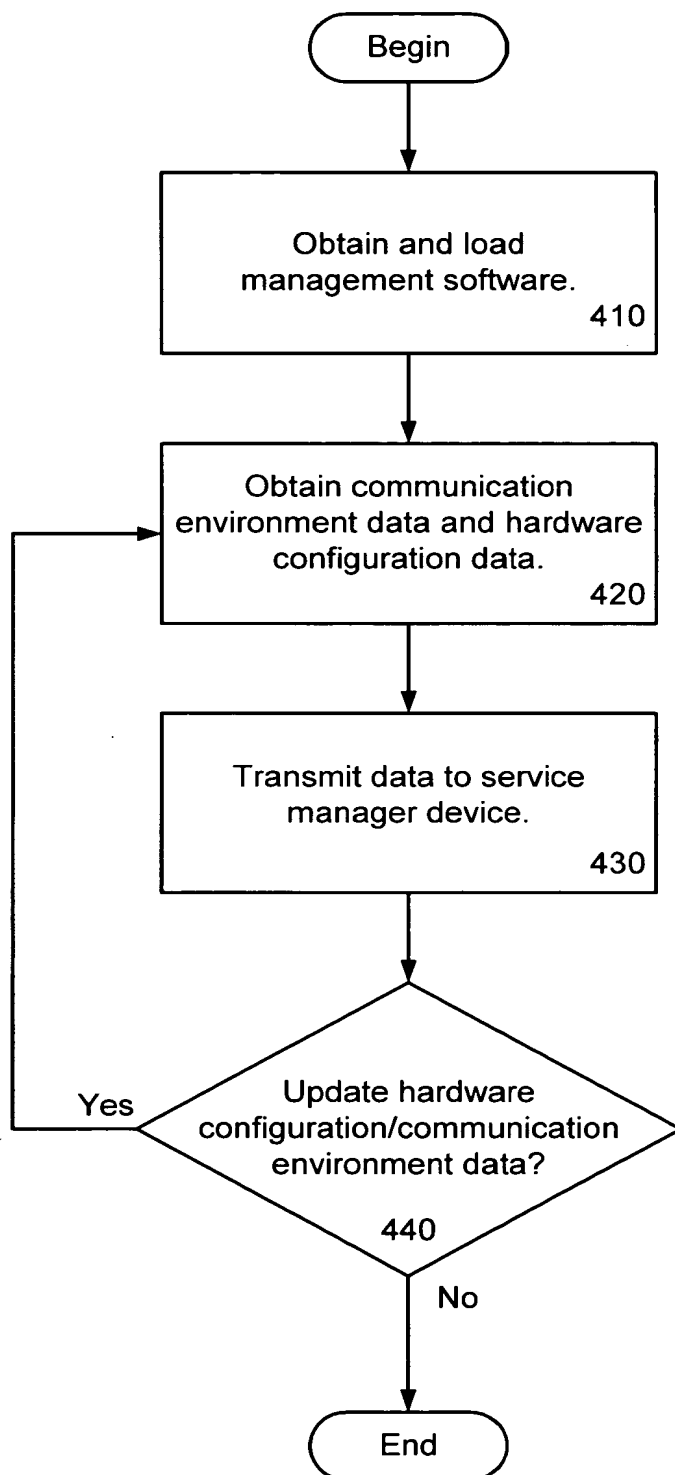 Begin
Obtain and load
management software.
410
Obtain communication
environment data and hardware
configuration data.
420
Transmit data to service
manager device.
430
Yes
Update hardware
configuration/communication
environment data?
440
No
End